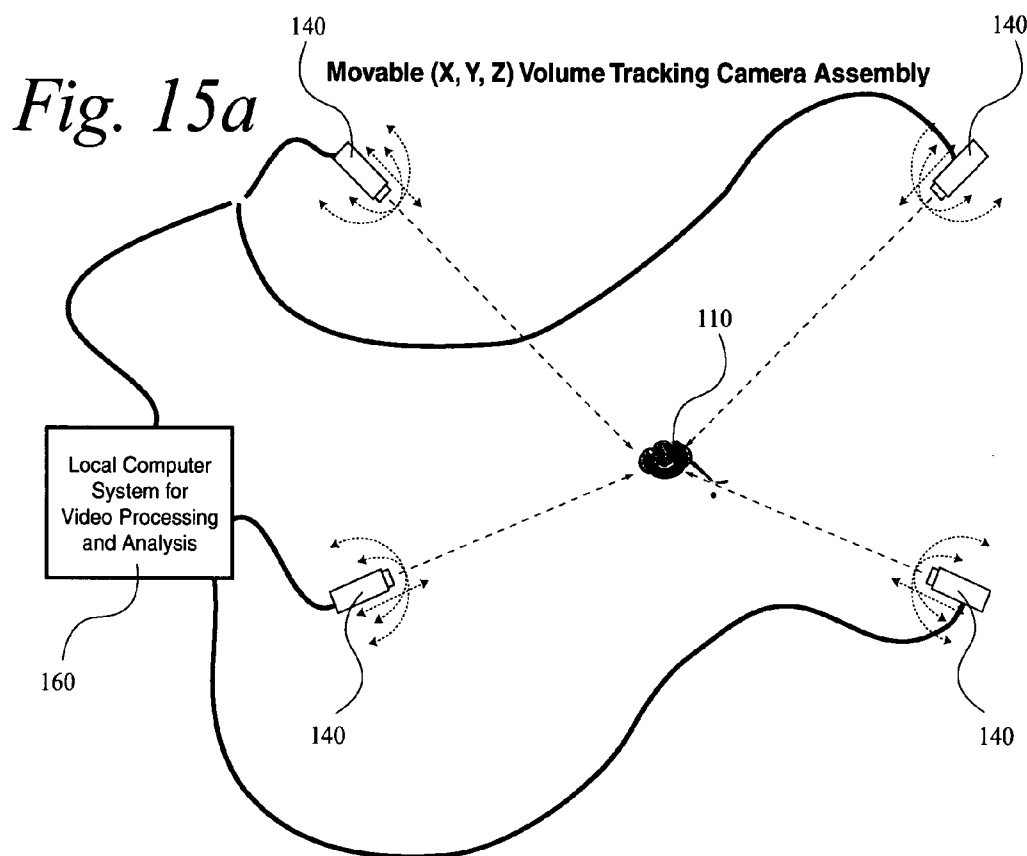 140
140
Movable (X, Y, Z) Volume Tracking Camera Assembly
Fig. 15a
110
Local Computer
System for
Video Processing
and Analysis
160
140
140